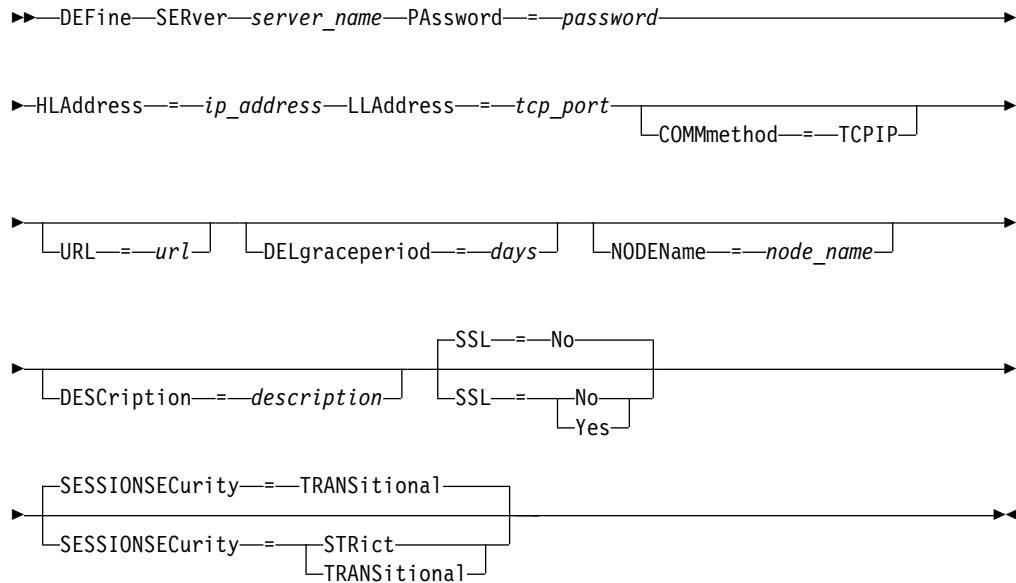 DEFine SERver server_name PAssword = password
HLAddress = ip_address LLAddress = tcp_port
COMMmethod = TCPIP
URL = url DELgraceperiod = days NODEName = node_name
SSL = No
DESCription = description SSL = No
Yes
SESSIONSECurity = TRANSitional
SESSIONSECurity = STRict
TRANSitional